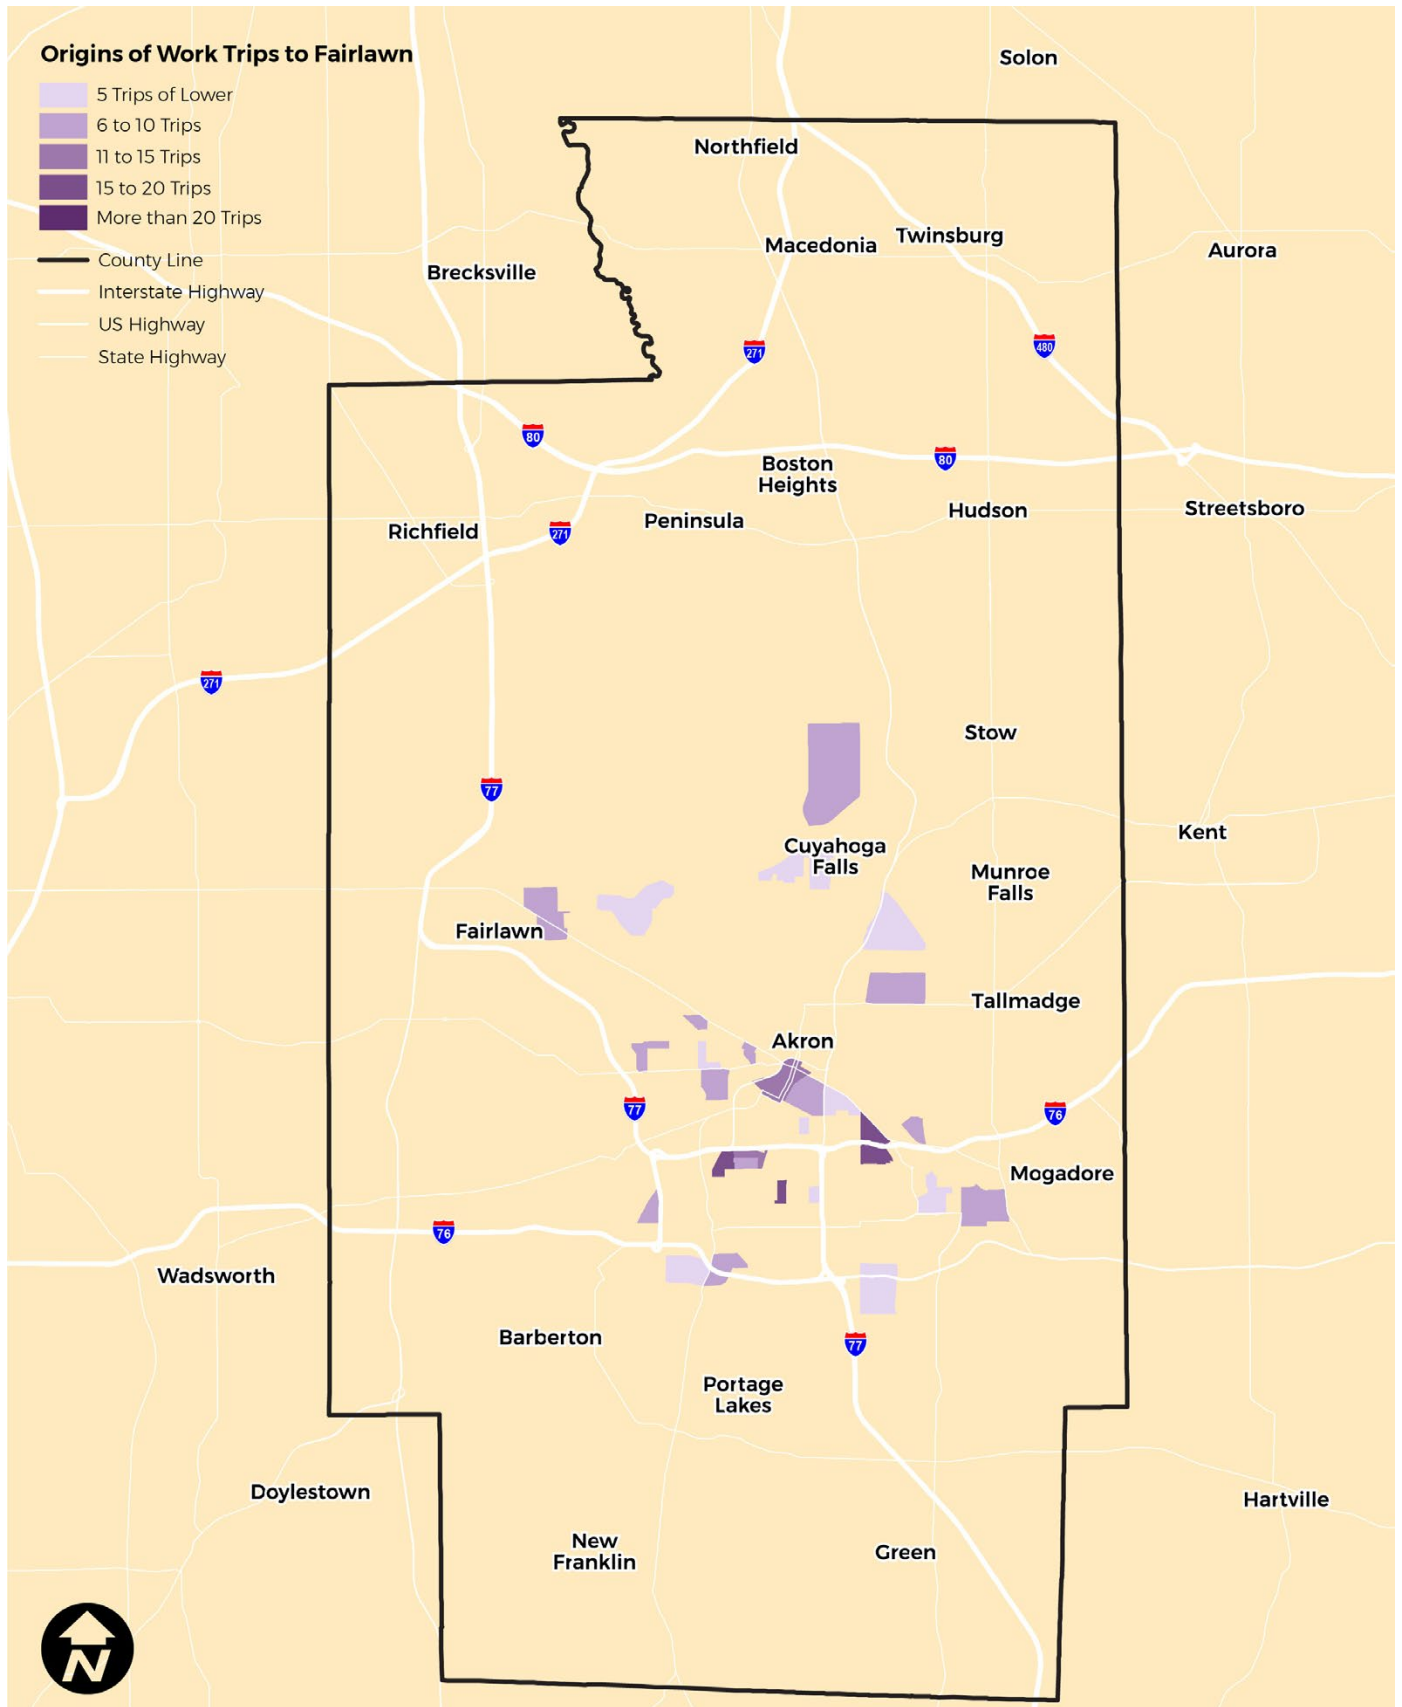 Origins of Work Trips to Fairlawn
5 Trips of Lower
6 to 10 Trips
11 to 15 Trips
15 to 20 Trips
More than 20 Trips
County Line
Interstate Highway
US Highway
State Highway
Solon
Northfield
Macedonia
Twinsburg
Aurora
Brecksville
271
480
80
Boston
Heights
80
Richfield
271
Peninsula
Hudson
Streetsboro
271
Stow
77
Kent
Cuyahoga
Falls
Munroe
Falls
Fairlawn
Tallmadge
Akron
77
76
Mogadore
76
Wadsworth
Barberton
77
Portage
Lakes
Doylestown
Hartville
New
Franklin
Green
N